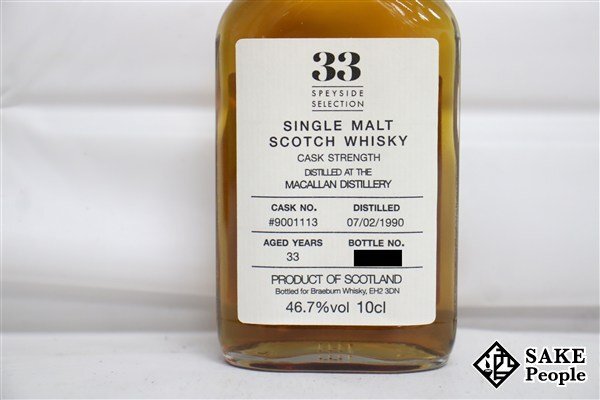 33
SPEYSIDE
SELECTION
SINGLE MALT
SCOTCH WHISKY
CASK STRENGTH
DISTILLED AT THE
MACALLAN DISTILLERY
CASK NO. DISTILLED
#9001113 07/02/1990
AGED YEARS BOTTLE NO.
33
PRODUCT OF SCOTLAND
Bottled for Braeburn Whisky, EH2 3DN
46.7%vol 10cl
SAKE
People